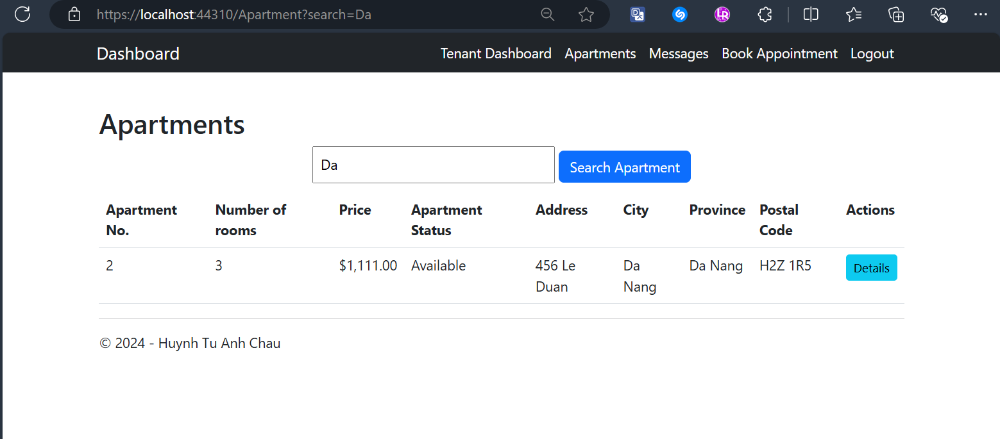 https://localhost:44310/Apartment?search=Da
Dashboard Tenant Dashboard Apartments Messages Book Appointment Logout
Apartments
Da Search Apartment
Apartment No. Number of rooms Price Apartment Status Address City Province Postal Code Actions
2 3 $1,111.00 Available 456 Le Duan Da Nang Da Nang H2Z 1R5 Details
© 2024 - Huynh Tu Anh Chau